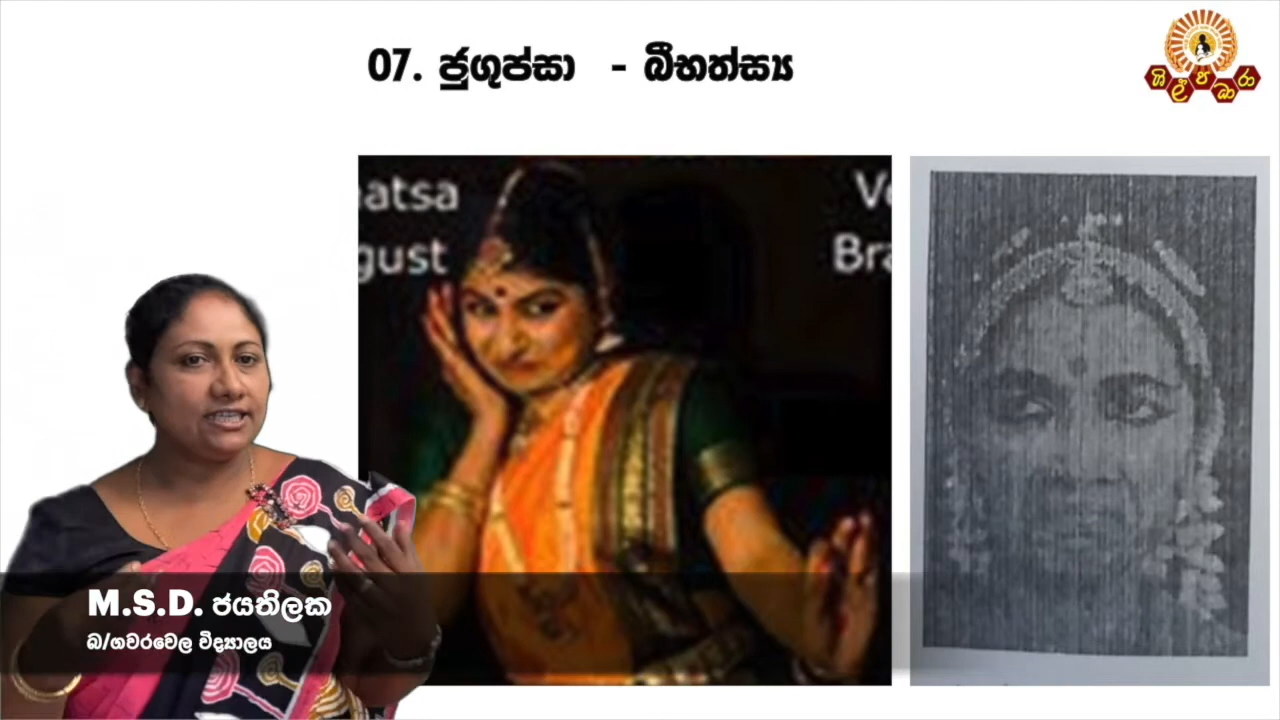 07. ජුගුප්සා - බීභත්ස්‍ය
ශිල්ප ධාරා
atsa
gust
Ve
Bra
M.S.D. ජයතිලක
බ/ගවරවෙල විද්‍යාලය